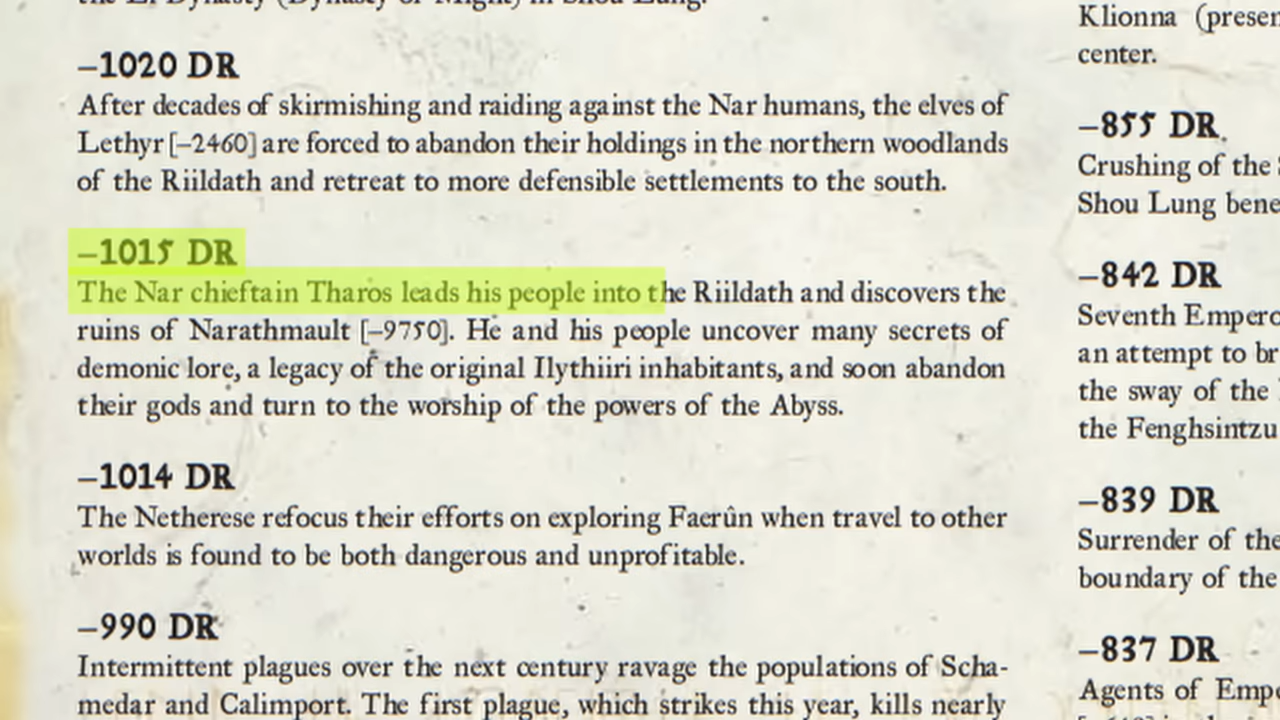 –1020 DR
After decades of skirmishing and raiding against the Nar humans, the elves of
Lethyr [–2460] are forced to abandon their holdings in the northern woodlands
of the Riildath and retreat to more defensible settlements to the south.
–1015 DR
The Nar chieftain Tharos leads his people into the Riildath and discovers the
ruins of Narathmault [–9750]. He and his people uncover many secrets of
demonic lore, a legacy of the original Ilythiiri inhabitants, and soon abandon
their gods and turn to the worship of the powers of the Abyss.
–1014 DR
The Netherese refocus their efforts on exploring Faerûn when travel to other
worlds is found to be both dangerous and unprofitable.
–990 DR
Intermittent plagues over the next century ravage the populations of Scha-
medar and Calimport. The first plague, which strikes this year, kills nearly
Klionna (presen
center.
–855 DR
Crushing of the
Shou Lung bene
–842 DR
Seventh Empero
an attempt to br
the sway of the
the Fenghsintzu
–839 DR
Surrender of the
boundary of the
–837 DR
Agents of Empe